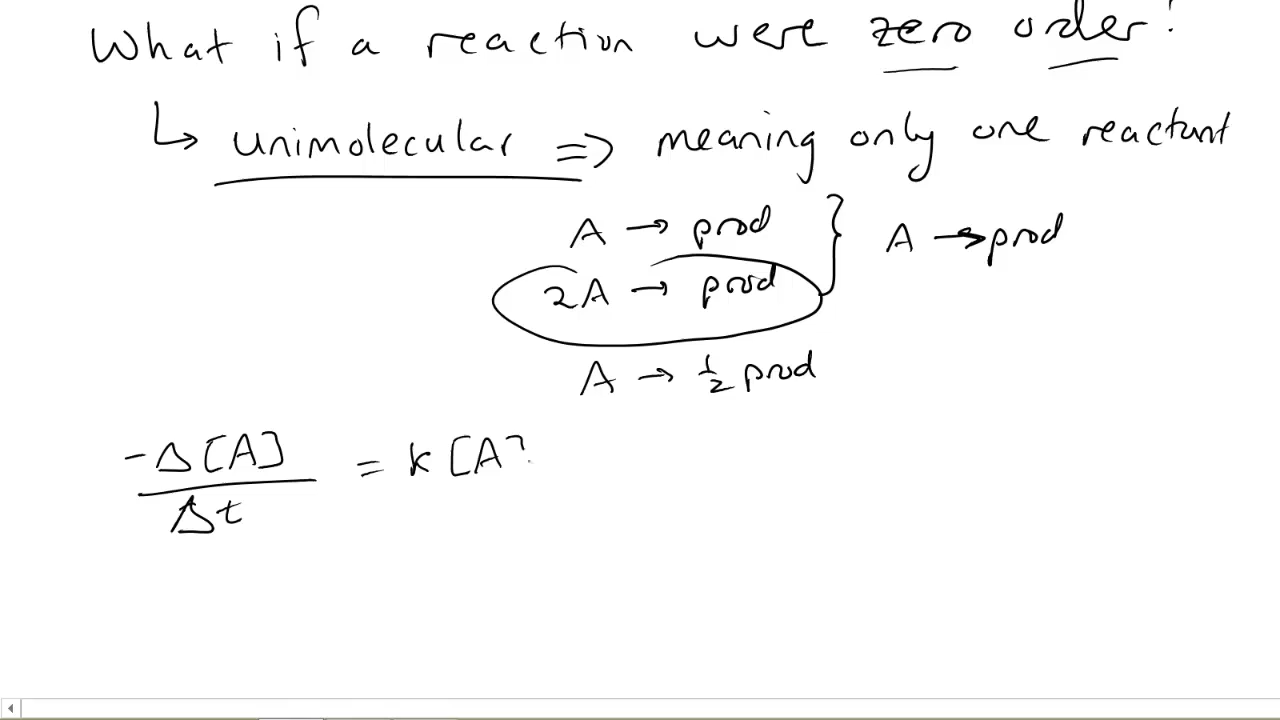 What if a reaction were zero order?
↳ unimolecular => meaning only one reactant
A → prod
2A → prod } A → prod
A → ½ prod
-Δ[A] / Δt = k [A]